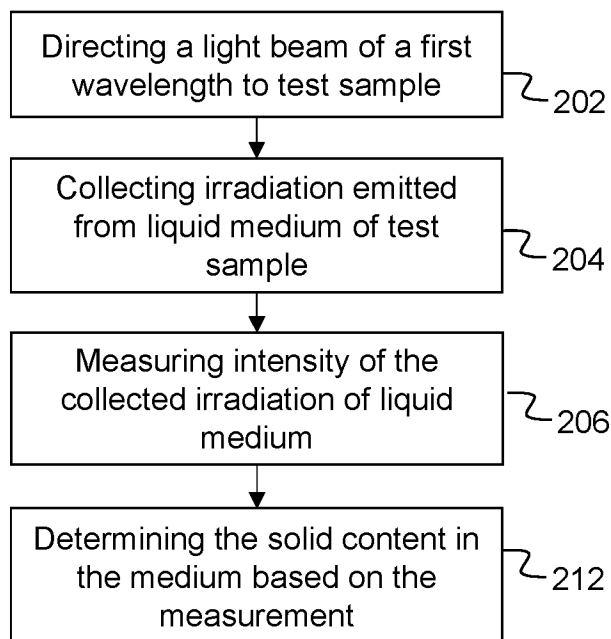 Directing a light beam of a first
wavelength to test sample
202
Collecting irradiation emitted
from liquid medium of test
sample
204
Measuring intensity of the
collected irradiation of liquid
medium
206
Determining the solid content in
the medium based on the
measurement
212